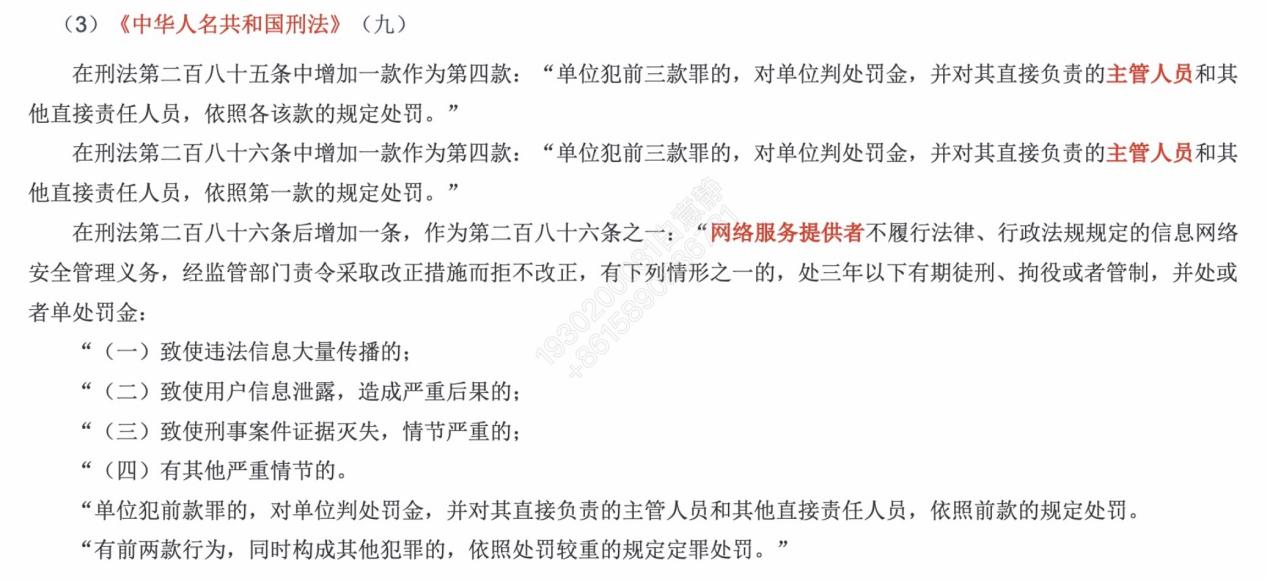 （3）《中华人名共和国刑法》（九）
在刑法第二百八十五条中增加一款作为第四款：“单位犯前三款罪的，对单位判处罚金，并对其直接负责的主管人员和其
他直接责任人员，依照各该款的规定处罚。”
在刑法第二百八十六条中增加一款作为第四款：“单位犯前三款罪的，对单位判处罚金，并对其直接负责的主管人员和其
他直接责任人员，依照第一款的规定处罚。”
在刑法第二百八十六条后增加一条，作为第二百八十六条之一：“网络服务提供者不履行法律、行政法规规定的信息网络
安全管理义务，经监管部门责令采取改正措施而拒不改正，有下列情形之一的，处三年以下有期徒刑、拘役或者管制，并处或
者单处罚金：
“（一）致使违法信息大量传播的；
“（二）致使用户信息泄露，造成严重后果的；
“（三）致使刑事案件证据灭失，情节严重的；
“（四）有其他严重情节的。
“单位犯前款罪的，对单位判处罚金，并对其直接负责的主管人员和其他直接责任人员，依照前款的规定处罚。
“有前两款行为，同时构成其他犯罪的，依照处罚较重的规定定罪处罚。”